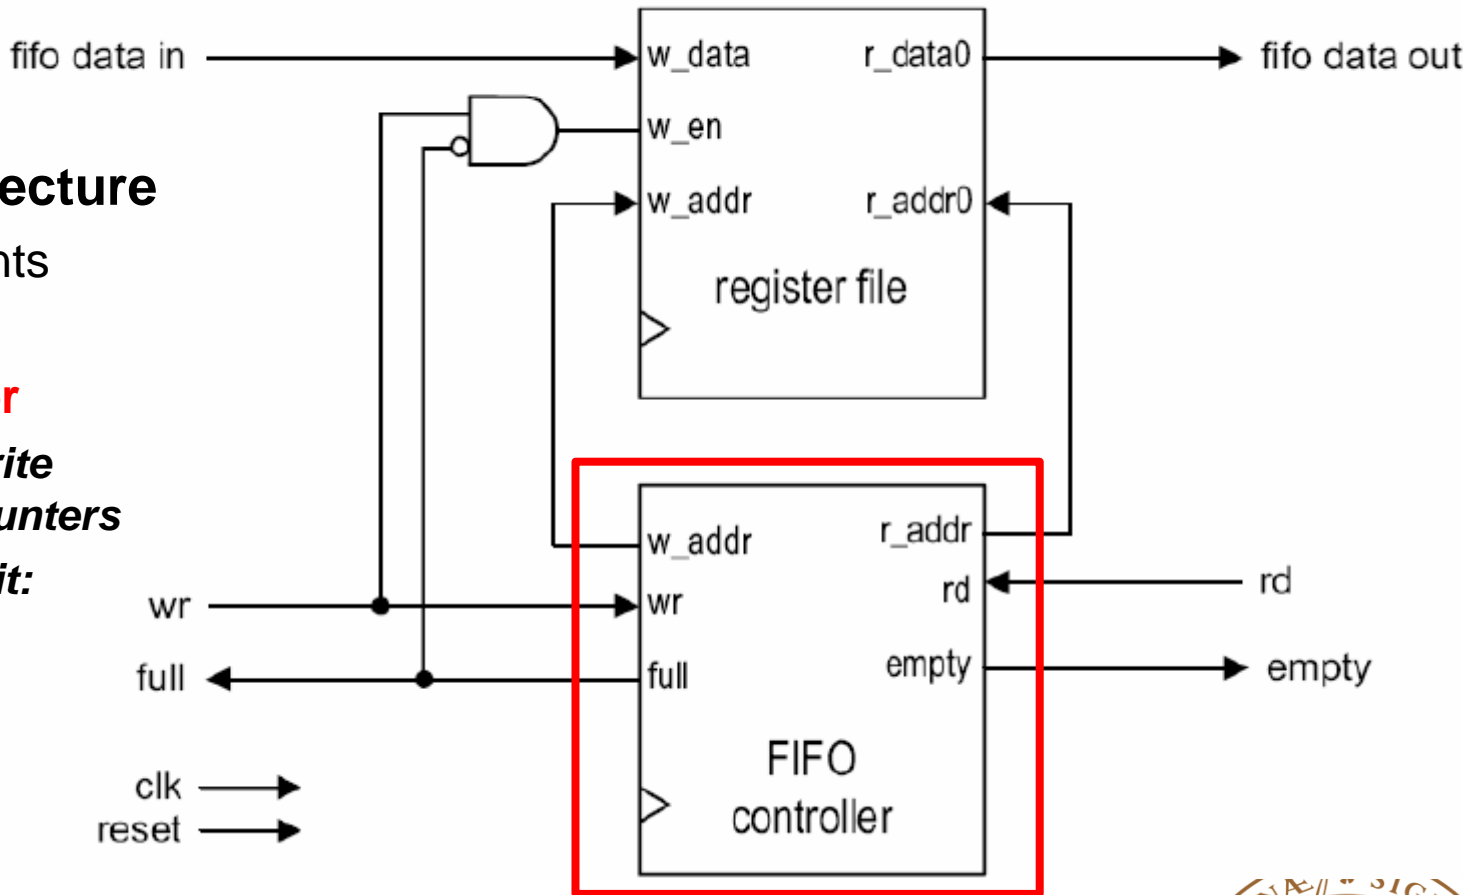 fifo data in
w_data
r_data0
fifo data out
w_en
ecture
w_addr
r_addr0
nts
register file
r
rite
unters
w_addr
r_addr
it:
rd
rd
wr
wr
full
full
empty
empty
FIFO
controller
clk
reset